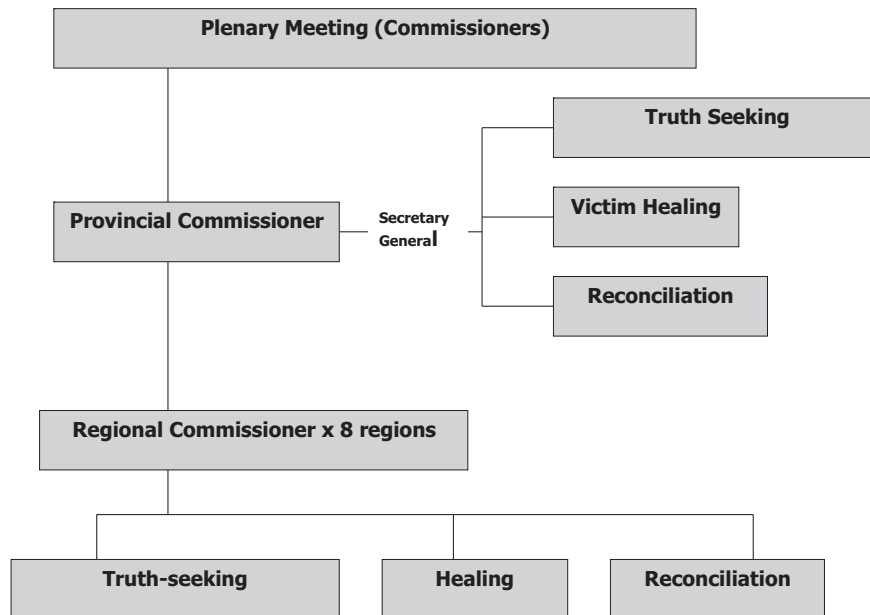 Plenary Meeting (Commissioners)
Truth Seeking
Provincial Commissioner
Secretary
General
Victim Healing
Reconciliation
Regional Commissioner x 8 regions
Truth-seeking
Healing
Reconciliation